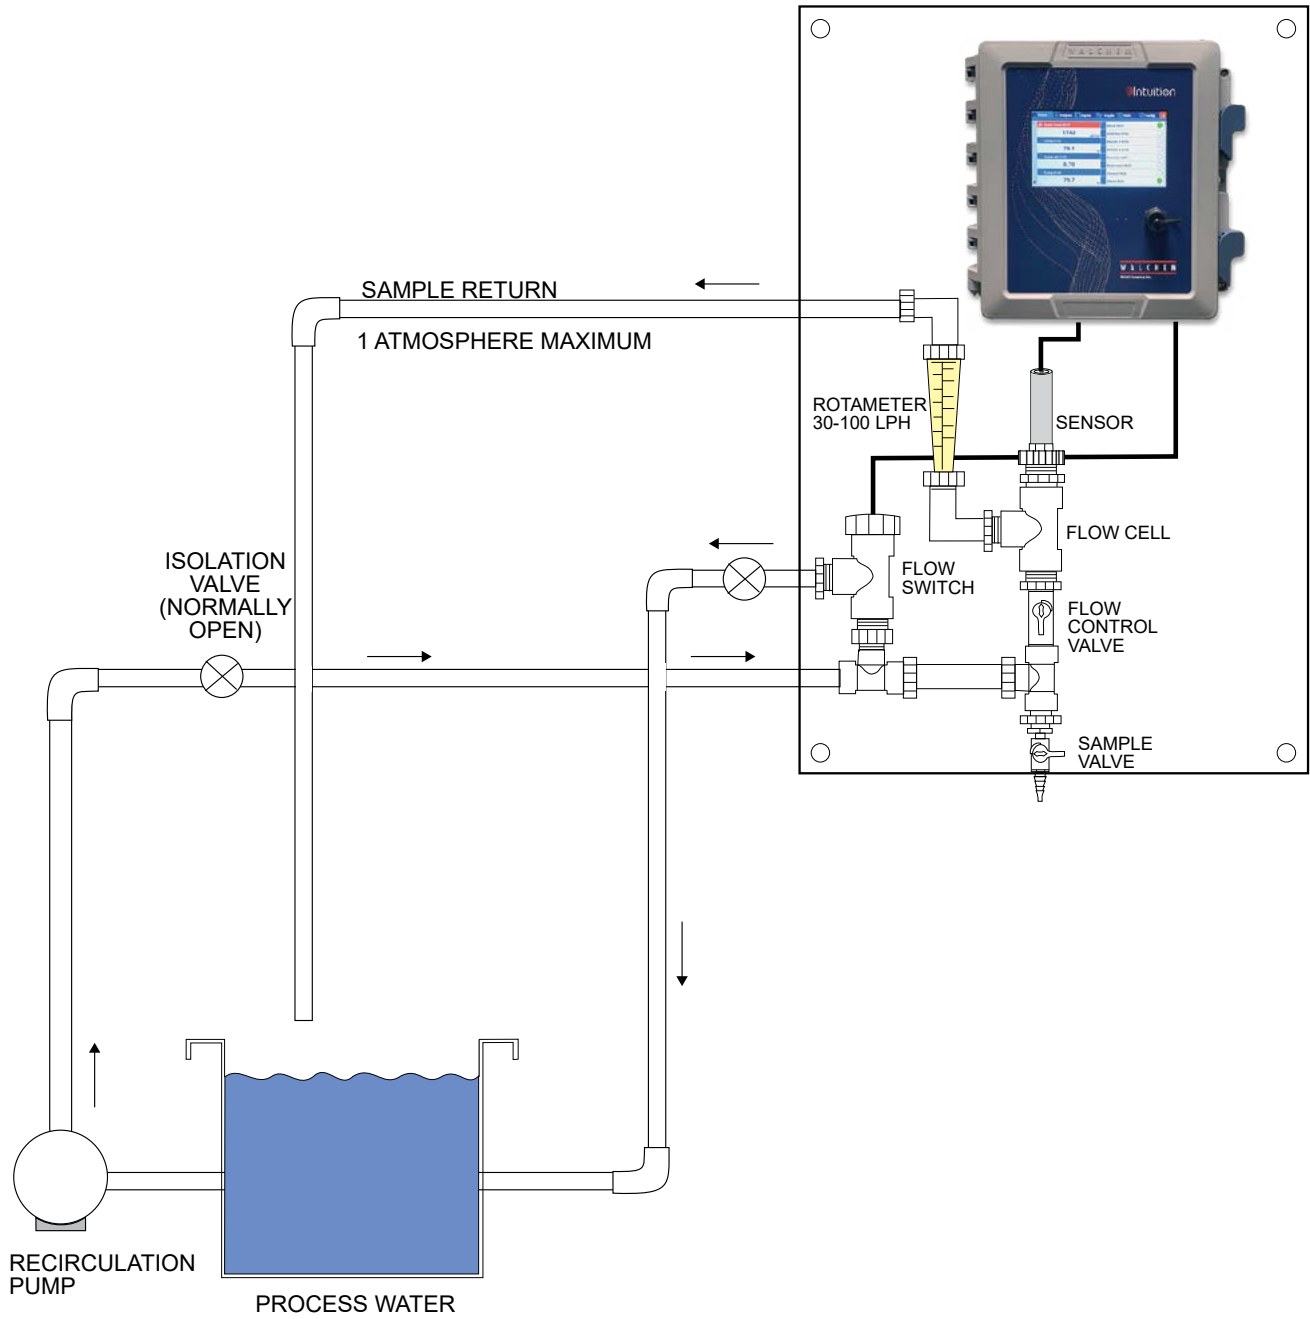 WALCHEM
Intuition
WALCHEM
SAMPLE RETURN
1 ATMOSPHERE MAXIMUM
ROTAMETER
30-100 LPH
SENSOR
FLOW CELL
ISOLATION
VALVE
(NORMALLY
OPEN)
FLOW
SWITCH
FLOW
CONTROL
VALVE
SAMPLE
VALVE
RECIRCULATION
PUMP
PROCESS WATER